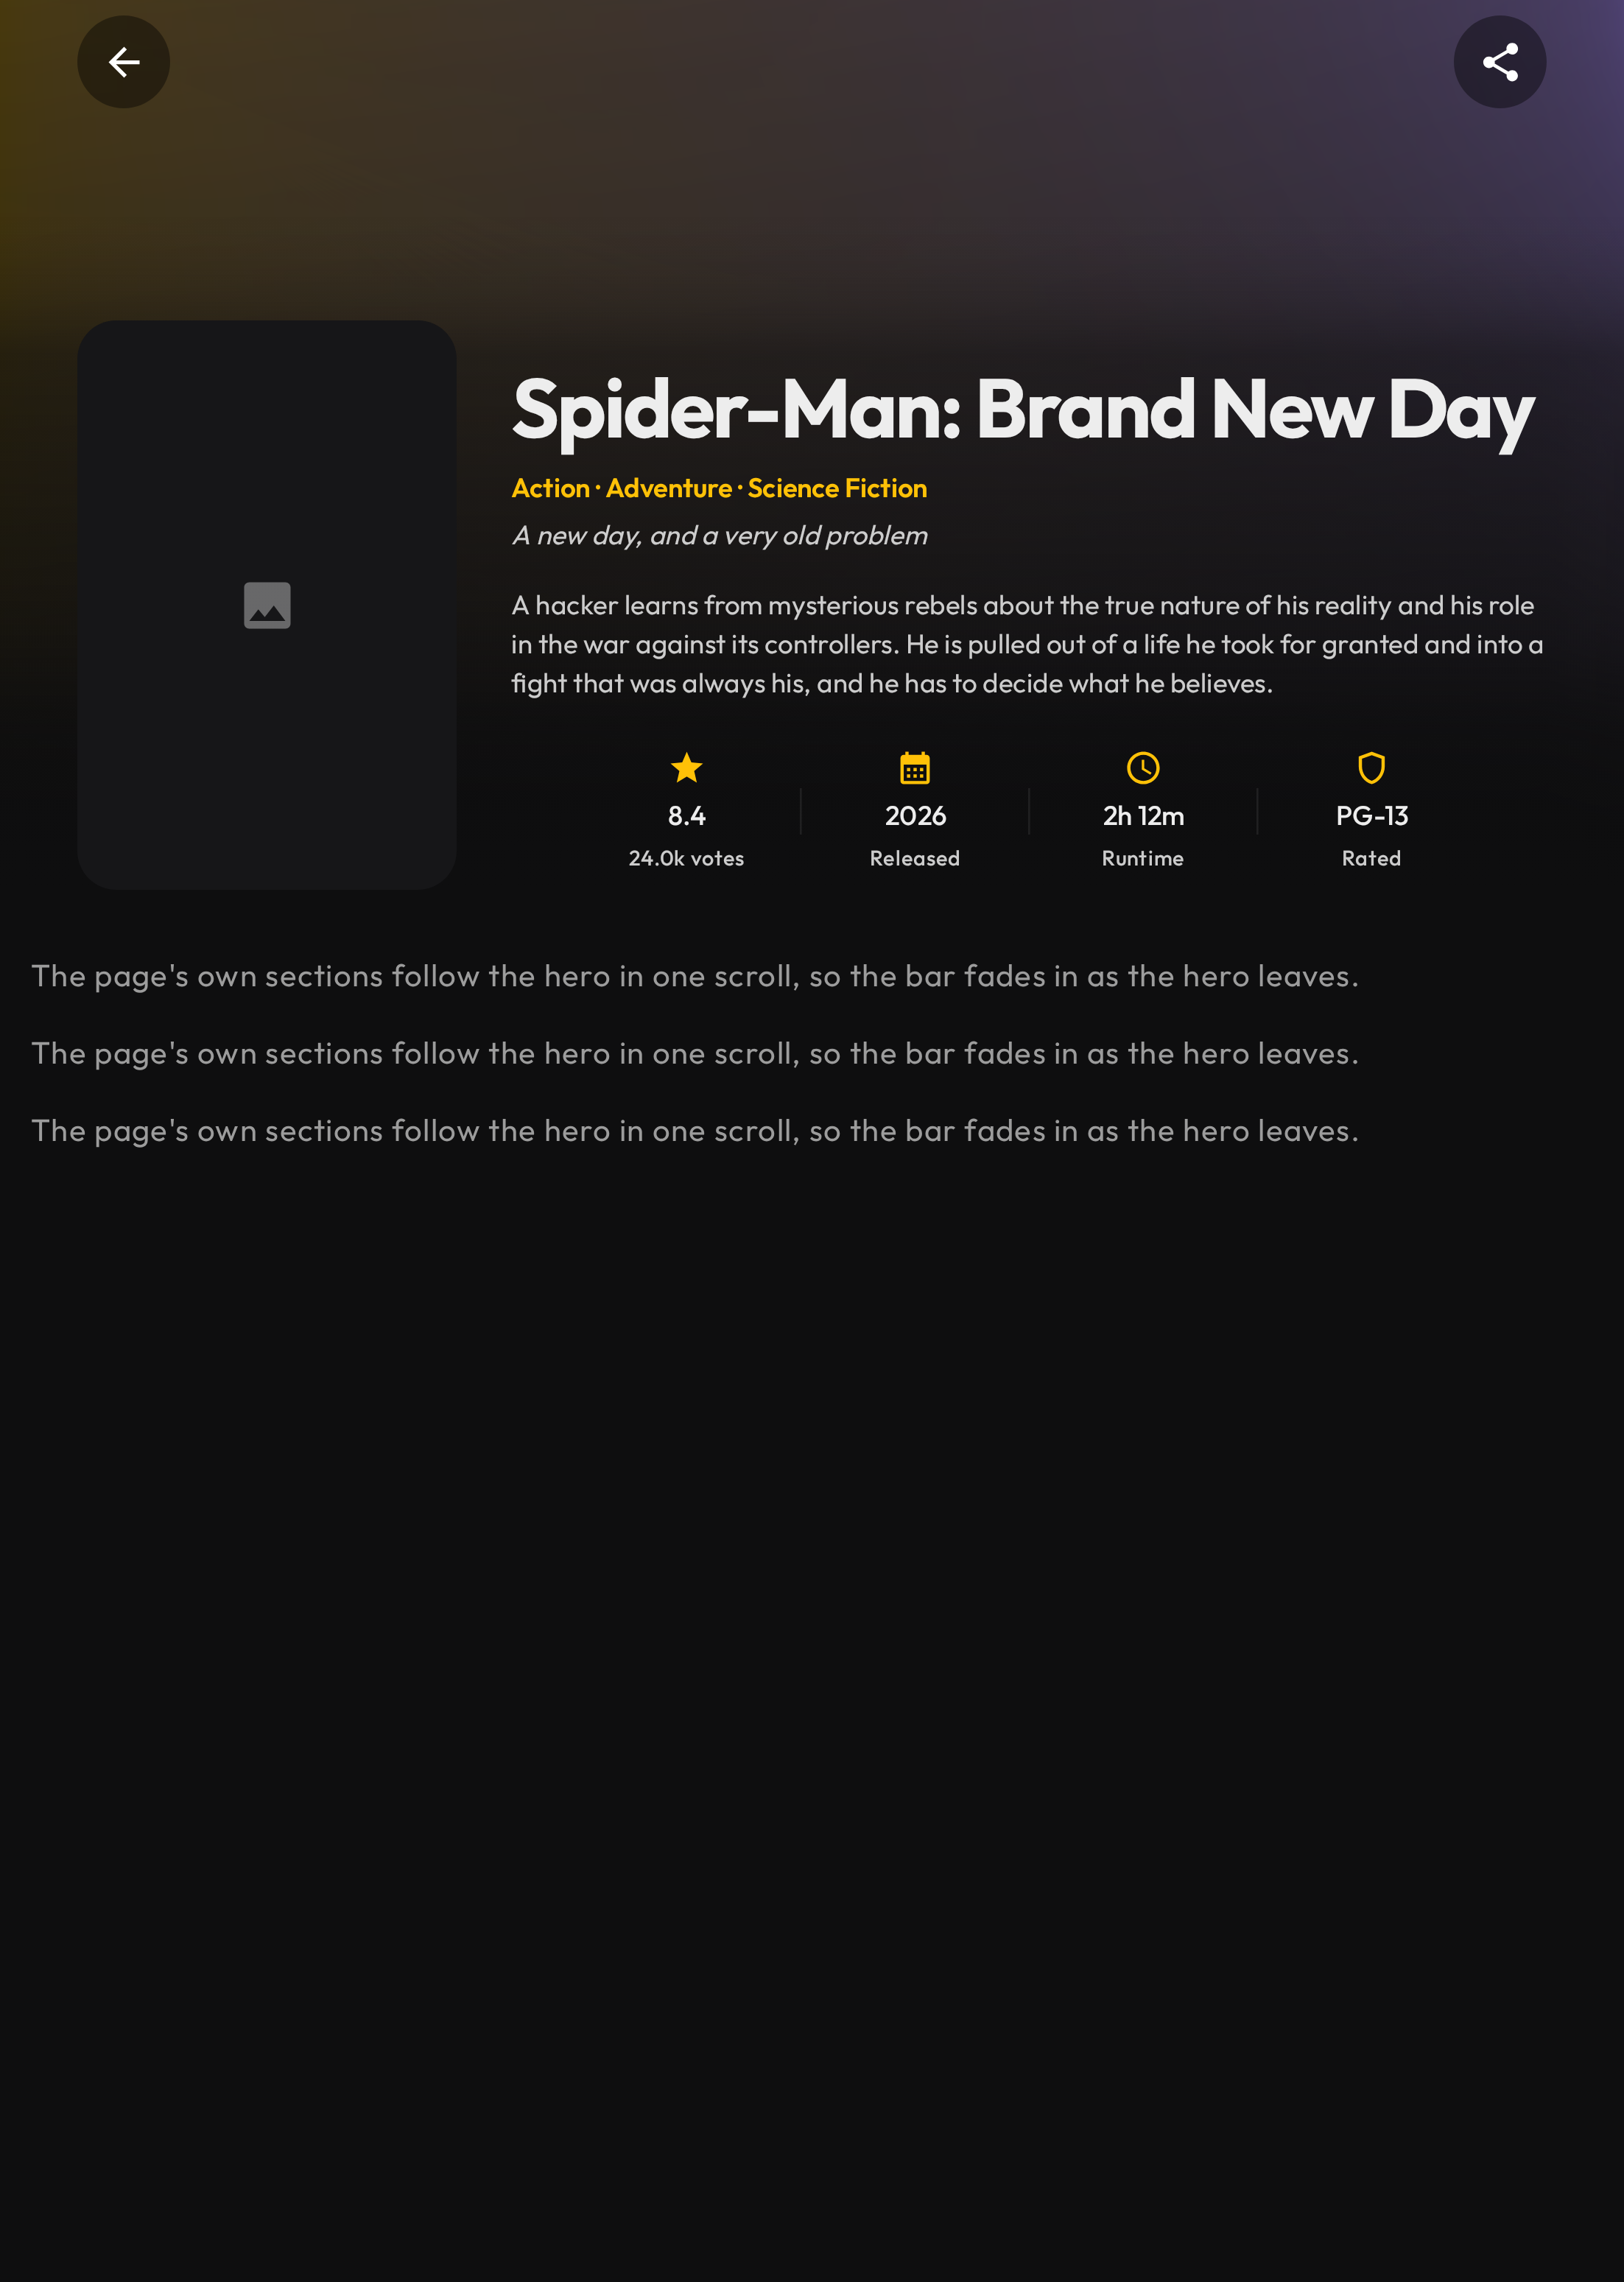 Spider-Man: Brand New Day
Action · Adventure · Science Fiction
A new day, and a very old problem
A hacker learns from mysterious rebels about the true nature of his reality and his role
in the war against its controllers. He is pulled out of a life he took for granted and into a
fight that was always his, and he has to decide what he believes.
8.4
24.0k votes
2026
Released
2h 12m
Runtime
PG-13
Rated
The page's own sections follow the hero in one scroll, so the bar fades in as the hero leaves.
The page's own sections follow the hero in one scroll, so the bar fades in as the hero leaves.
The page's own sections follow the hero in one scroll, so the bar fades in as the hero leaves.